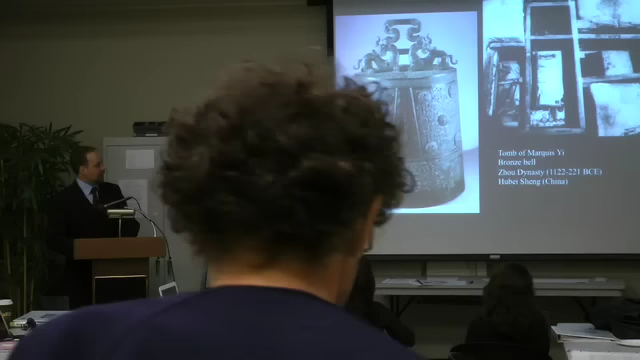 Tomb of Marquis Yi
Bronze bell
Zhou Dynasty (1122-221 BCE)
Hubei Sheng (China)